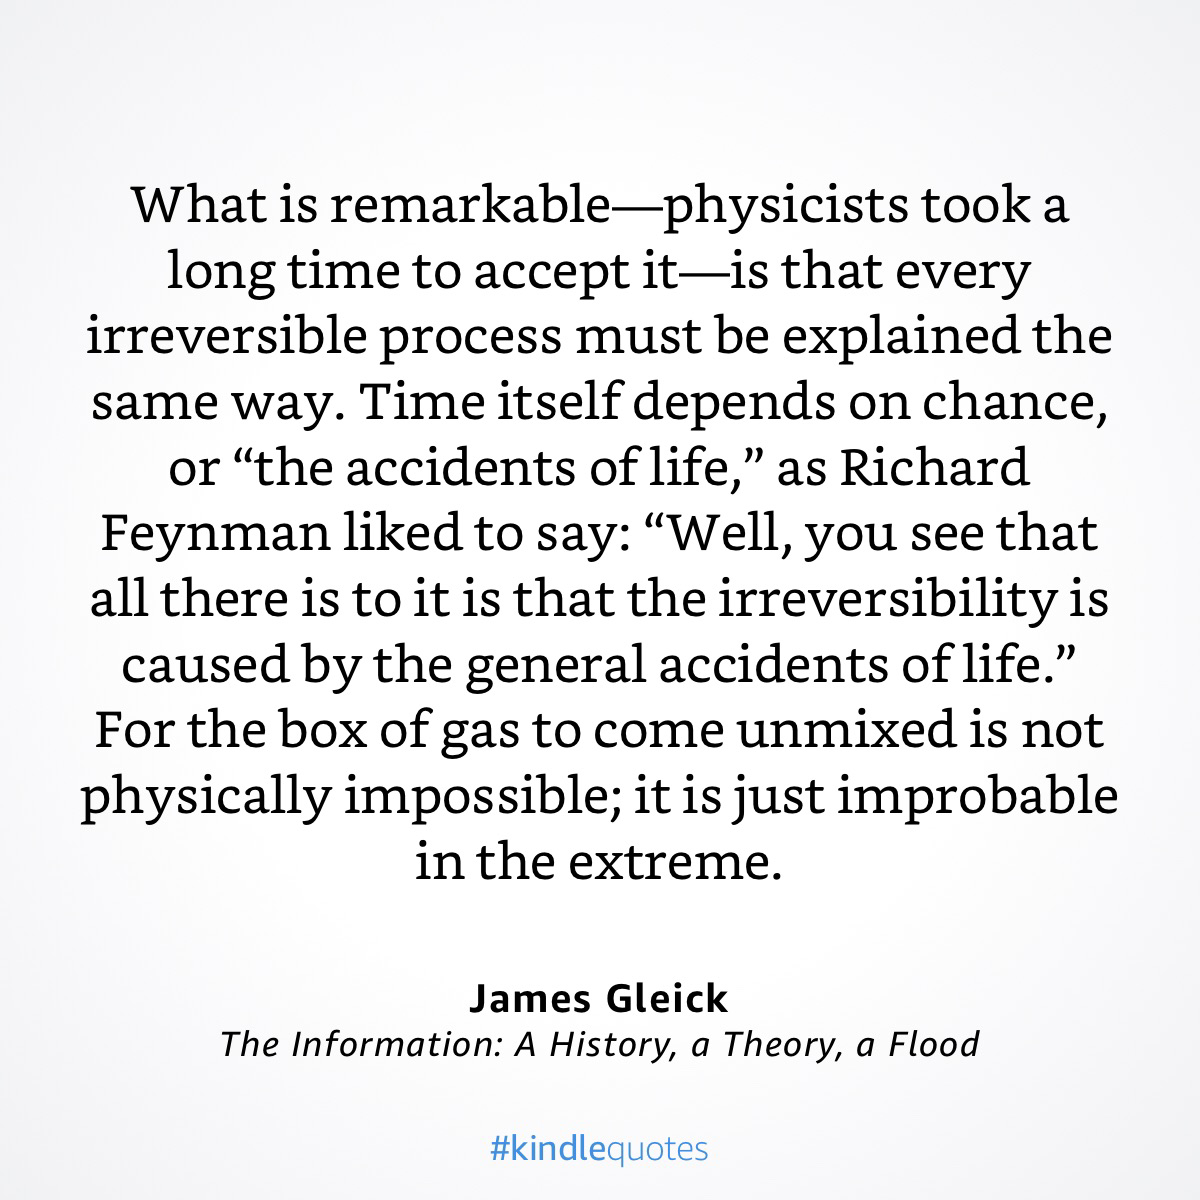 What is remarkable—physicists took a
long time to accept it—is that every
irreversible process must be explained the
same way. Time itself depends on chance,
or “the accidents of life,” as Richard
Feynman liked to say: “Well, you see that
all there is to it is that the irreversibility is
caused by the general accidents of life.”
For the box of gas to come unmixed is not
physically impossible; it is just improbable
in the extreme.
James Gleick
The Information: A History, a Theory, a Flood
#kindlequotes